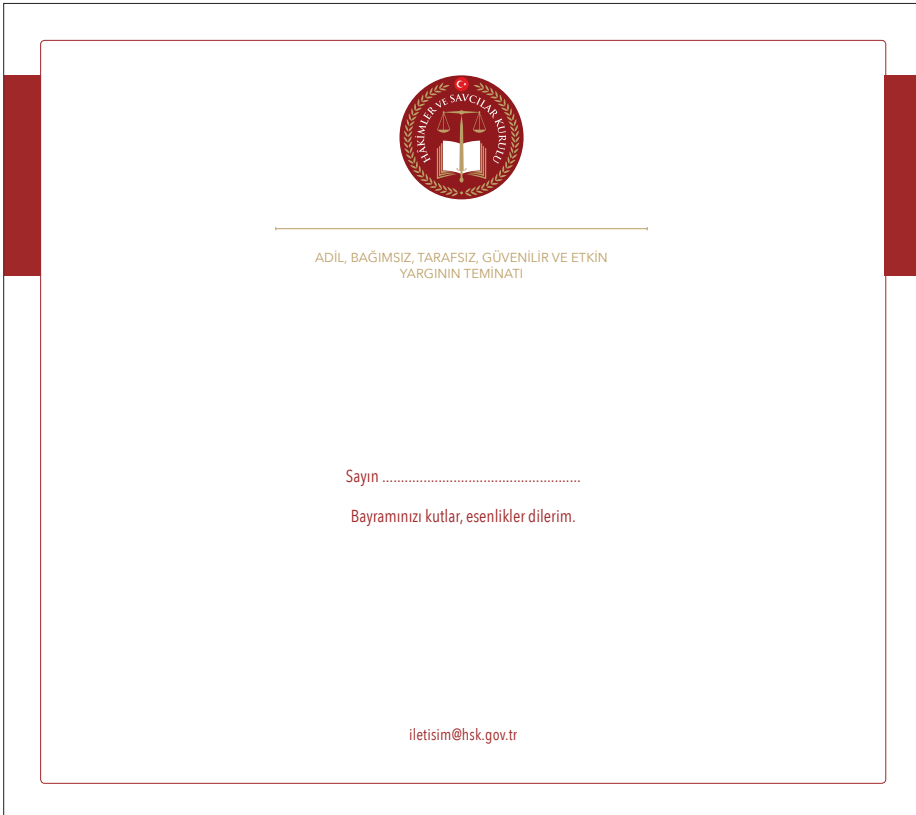 HÂKİMLER VE SAVCILAR KURULU
ADİL, BAĞIMSIZ, TARAFSIZ, GÜVENİLİR VE ETKİN
YARGININ TEMİNATI
Sayın .....................................................
Bayramınızı kutlar, esenlikler dilerim.
iletisim@hsk.gov.tr